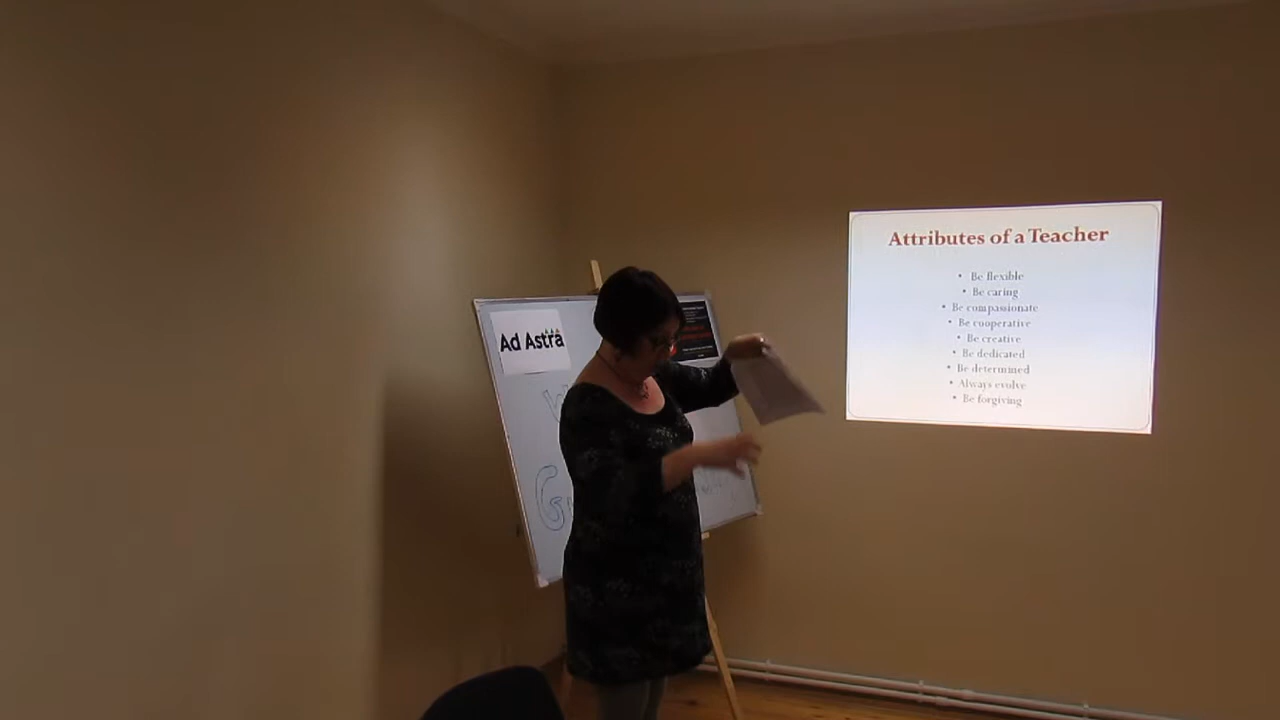 Ad Astra
Attributes of a Teacher
• Be flexible
• Be caring
• Be compassionate
• Be cooperative
• Be creative
• Be dedicated
• Be determined
• Always evolve
• Be forgiving